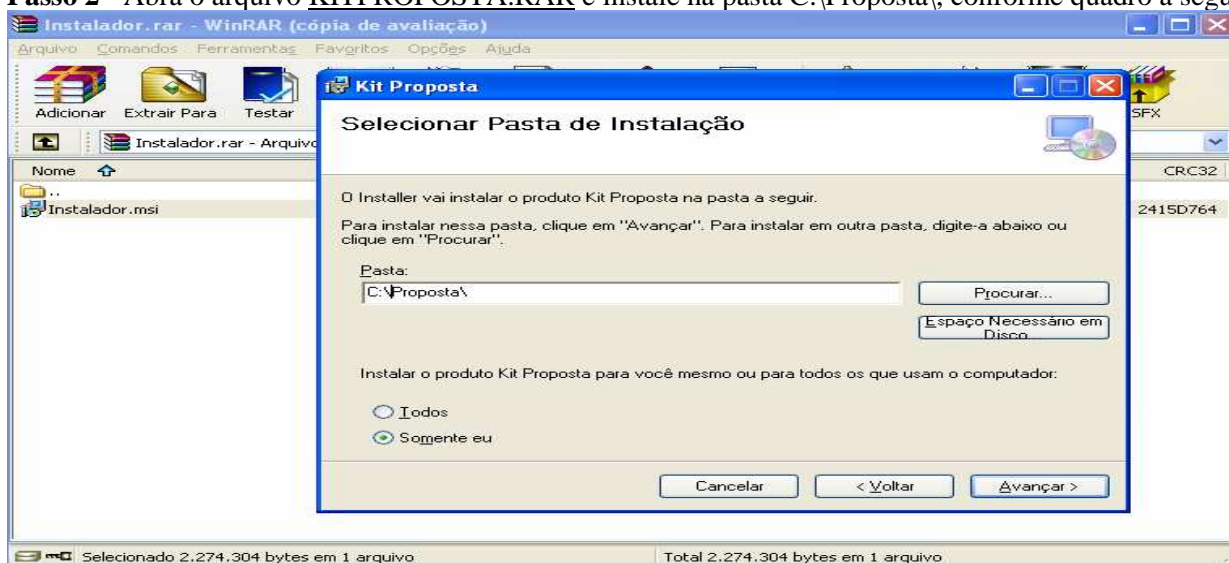 Passo 2 - Abra o arquivo KITPROPOSTA.RAR e instale na pasta C:\Proposta\, conforme quadro a segu
Instalador.rar - WinRAR (cópia de avaliação)
Arquivo Comandos Ferramentas Favoritos Opções Ajuda
Adicionar Extrair Para Testar SFX
Instalador.rar - Arquivo
Nome CRC32
..
Instalador.msi 2415D764
Kit Proposta
Selecionar Pasta de Instalação
O Installer vai instalar o produto Kit Proposta na pasta a seguir.
Para instalar nessa pasta, clique em "Avançar". Para instalar em outra pasta, digite-a abaixo ou
clique em "Procurar".
Pasta:
C:\Proposta\
Procurar...
Espaço Necessário em
Disco...
Instalar o produto Kit Proposta para você mesmo ou para todos os que usam o computador:
Todos
Somente eu
Cancelar < Voltar Avançar >
Selecionado 2.274.304 bytes em 1 arquivo Total 2.274.304 bytes em 1 arquivo